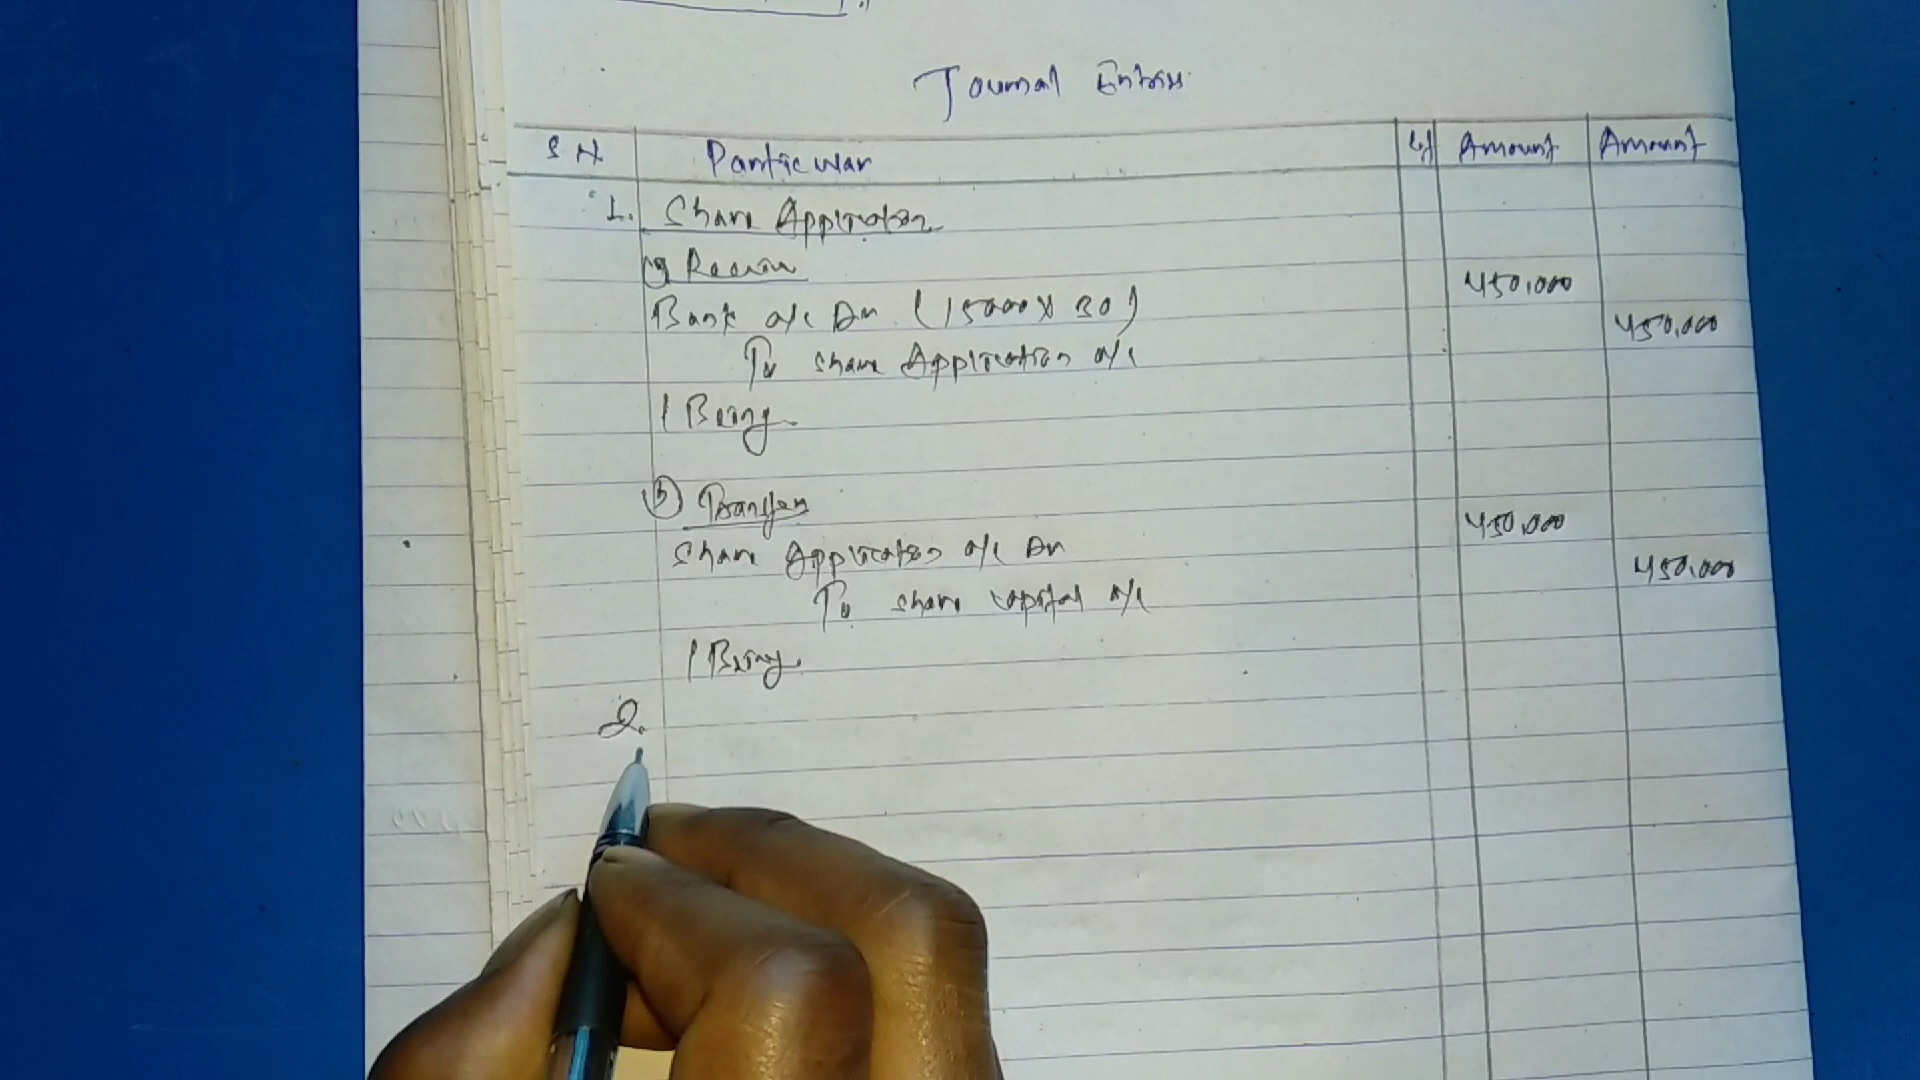 Journal Entries
S N. Particular L.f Amount Amount
1. Share Application
(a) Receive
Bank a/c Dr (15000 X 30) 450,000
To share Application a/c 450,000
( Being
(b) Transfer
Share Application a/c Dr 450,000
To share capital a/c 450,000
( Being
2.